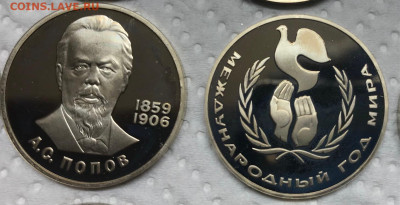 COINS.LAVE.RU
1859
1906
А.С. ПОПОВ
МЕЖДУНАРОДНЫЙ ГОД МИРА